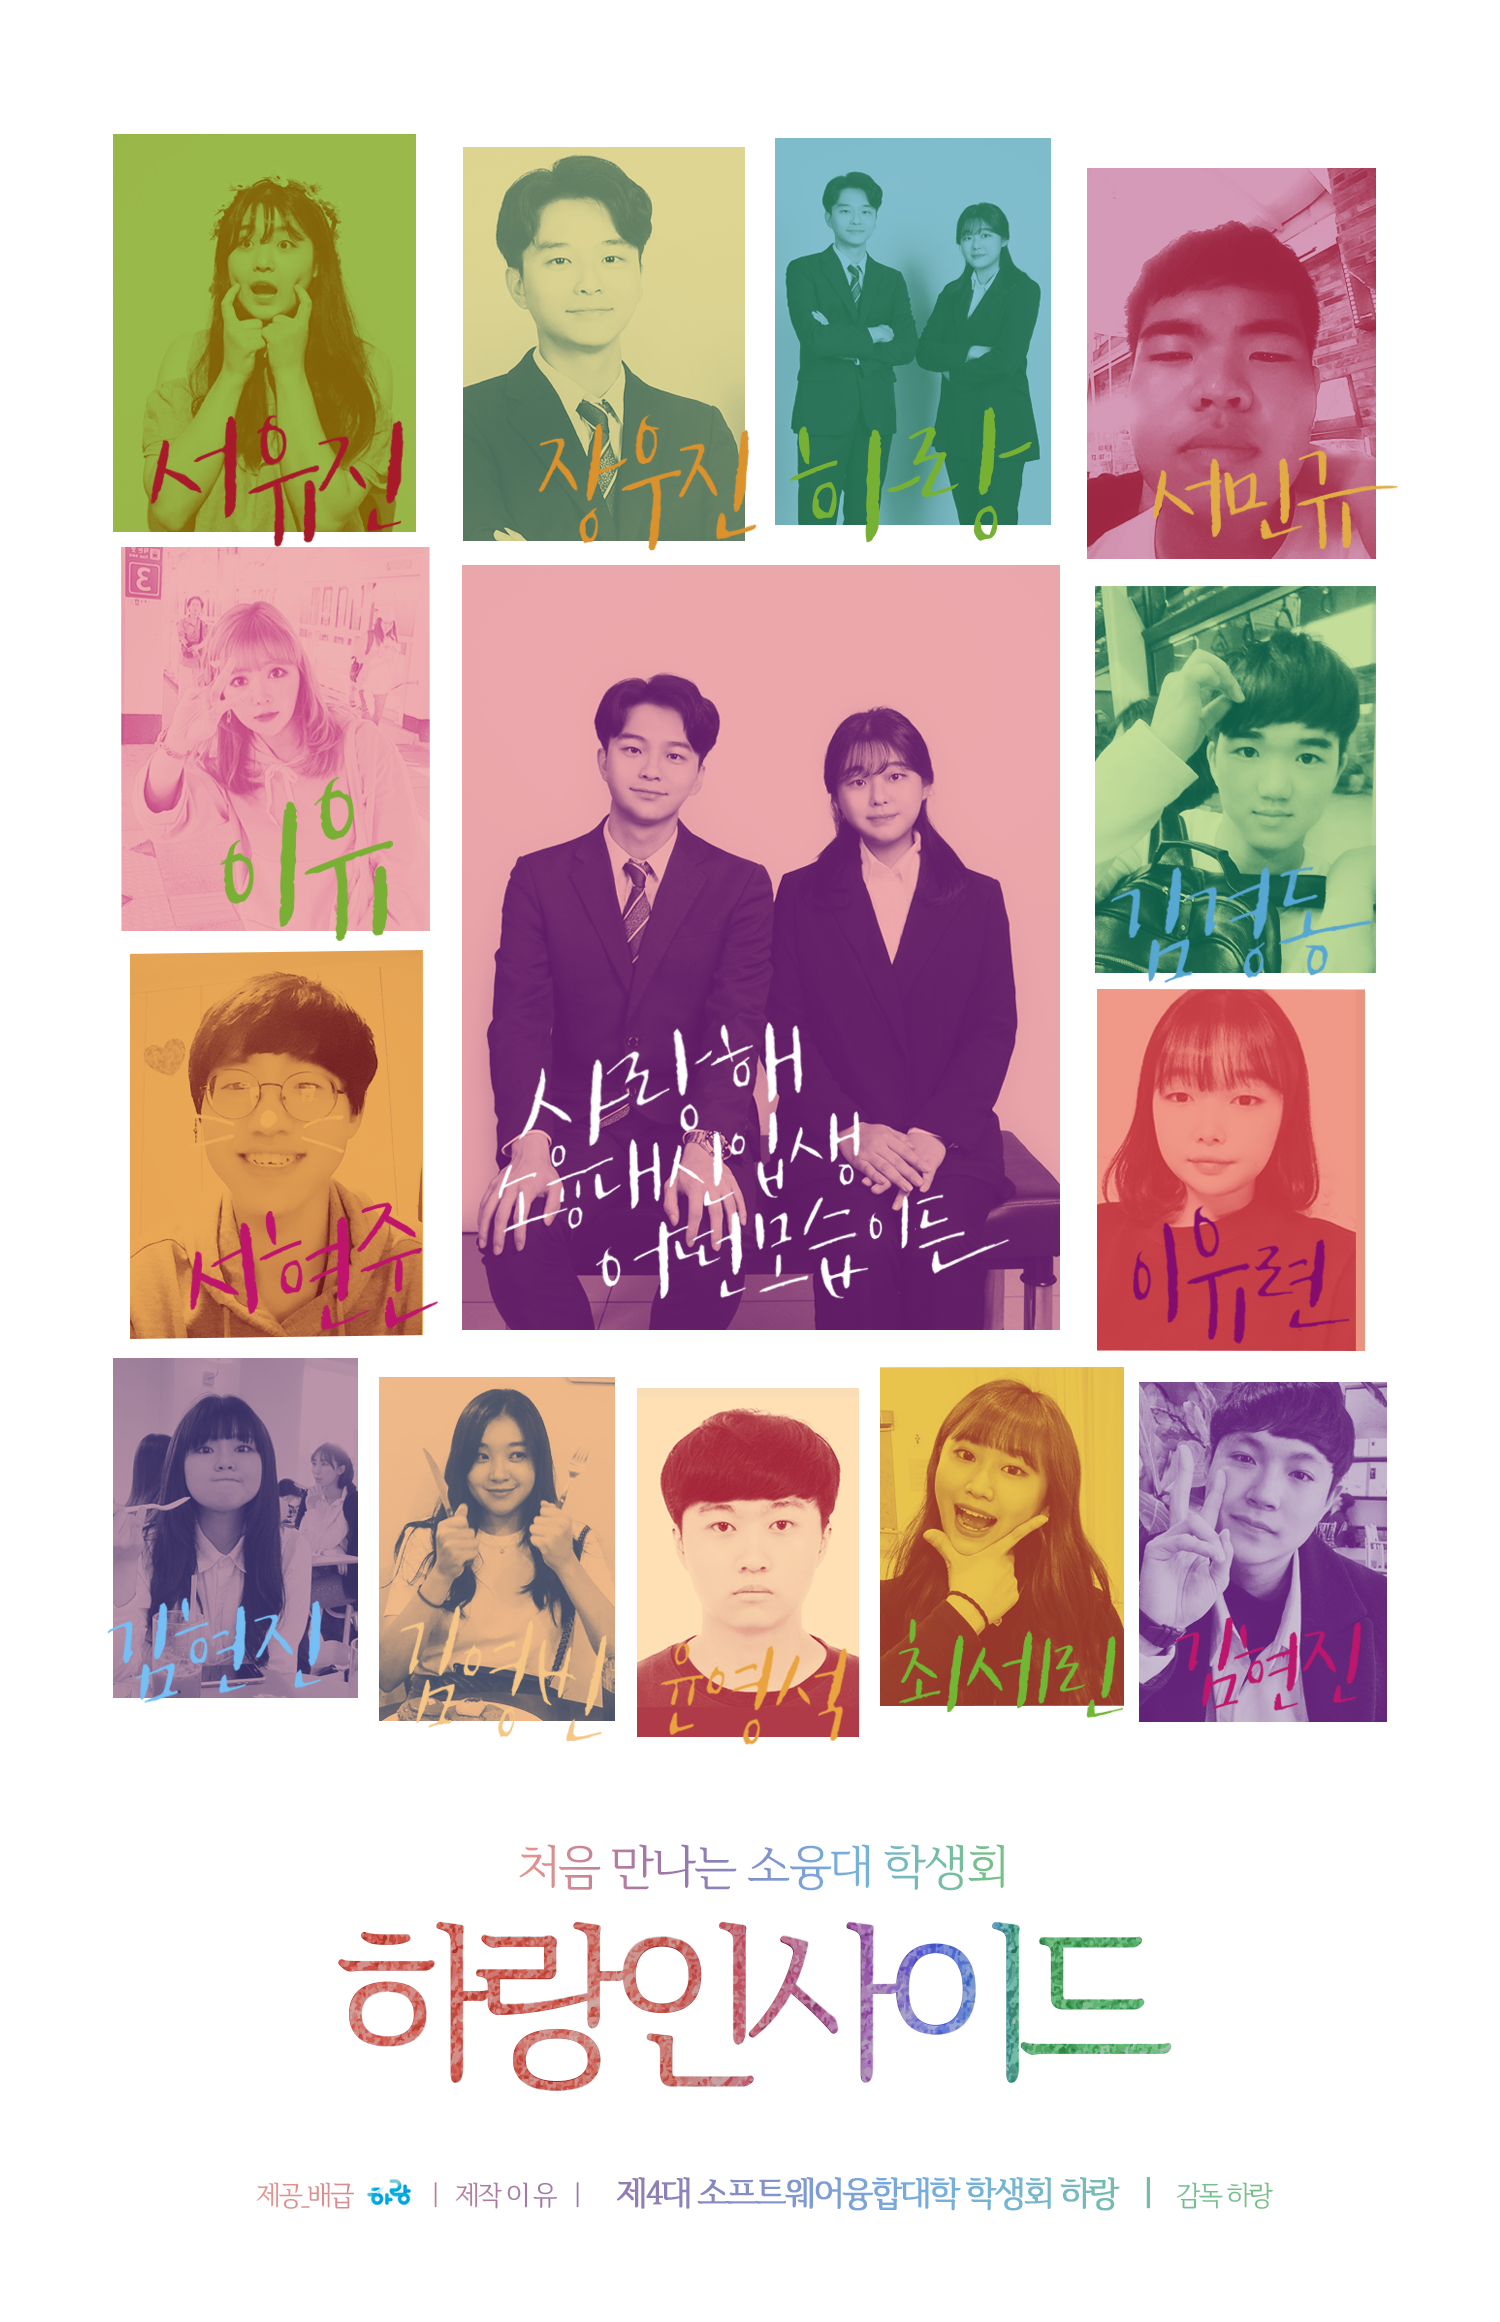 서유진
장우진
히랑
서민규
이유
김경동
서현준
사랑해
소융대신입생
어떤모습이든
이유련
김현진
김영빈
윤영석
최세린
김현진
처음 만나는 소융대 학생회
하랑인사이드
제공_배급 하랑 | 제작 이 유 | 제4대 소프트웨어융합대학 학생회 하랑 | 감독 하랑